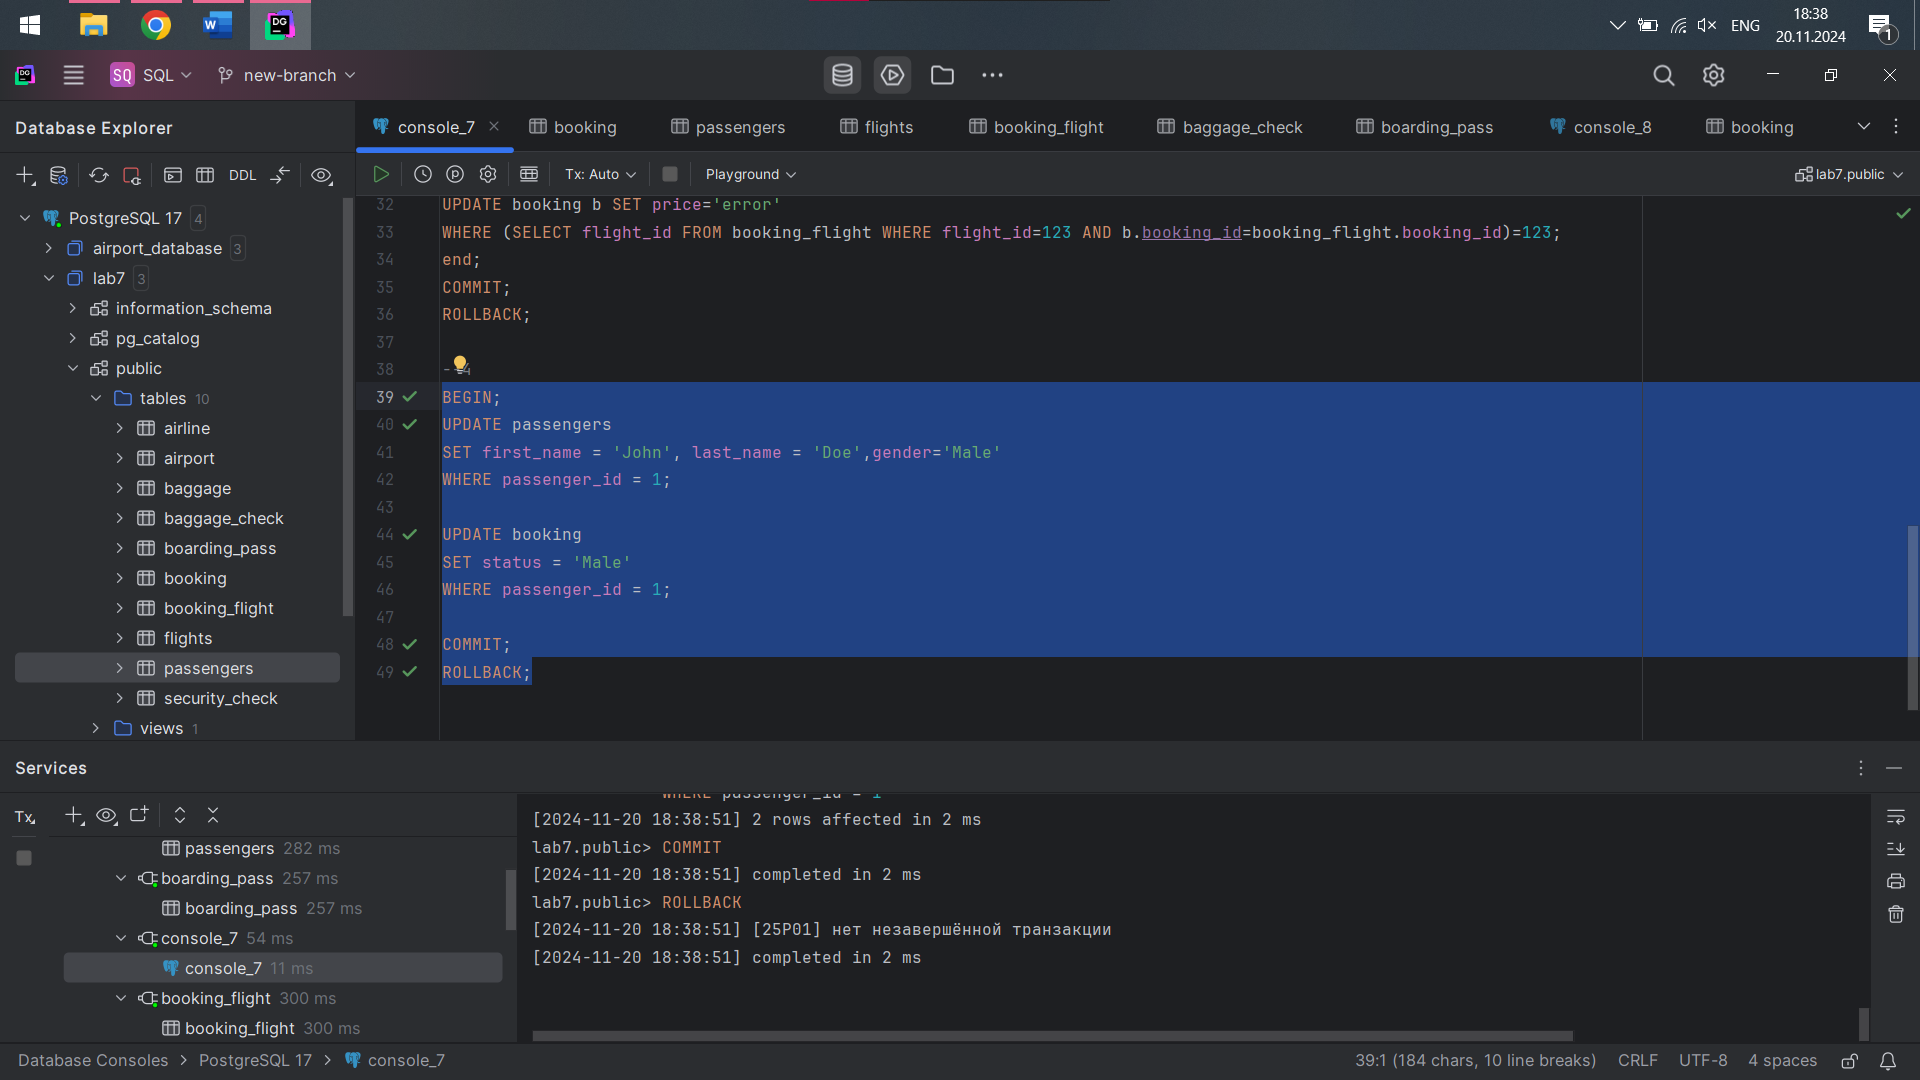 ENG
18:38
20.11.2024
1
SQ SQL
new-branch
Database Explorer
console_7
booking
passengers
flights
booking_flight
baggage_check
boarding_pass
console_8
booking
DDL
Tx: Auto
Playground
lab7.public
PostgreSQL 17 4
airport_database 3
lab7 3
information_schema
pg_catalog
public
tables 10
airline
airport
baggage
baggage_check
boarding_pass
booking
booking_flight
flights
passengers
security_check
views 1
32 UPDATE booking b SET price='error'
33 WHERE (SELECT flight_id FROM booking_flight WHERE flight_id=123 AND b.booking_id=booking_flight.booking_id)=123;
34 end;
35 COMMIT;
36 ROLLBACK;
37
38
39 BEGIN;
40 UPDATE passengers
41 SET first_name = 'John', last_name = 'Doe',gender='Male'
42 WHERE passenger_id = 1;
43
44 UPDATE booking
45 SET status = 'Male'
46 WHERE passenger_id = 1;
47
48 COMMIT;
49 ROLLBACK;
Services
Tx
passengers 282 ms
boarding_pass 257 ms
boarding_pass 257 ms
console_7 54 ms
console_7 11 ms
booking_flight 300 ms
booking_flight 300 ms
WHERE passenger_id = 1
[2024-11-20 18:38:51] 2 rows affected in 2 ms
lab7.public> COMMIT
[2024-11-20 18:38:51] completed in 2 ms
lab7.public> ROLLBACK
[2024-11-20 18:38:51] [25P01] нет незавершённой транзакции
[2024-11-20 18:38:51] completed in 2 ms
Database Consoles > PostgreSQL 17 > console_7
39:1 (184 chars, 10 line breaks)
CRLF
UTF-8
4 spaces